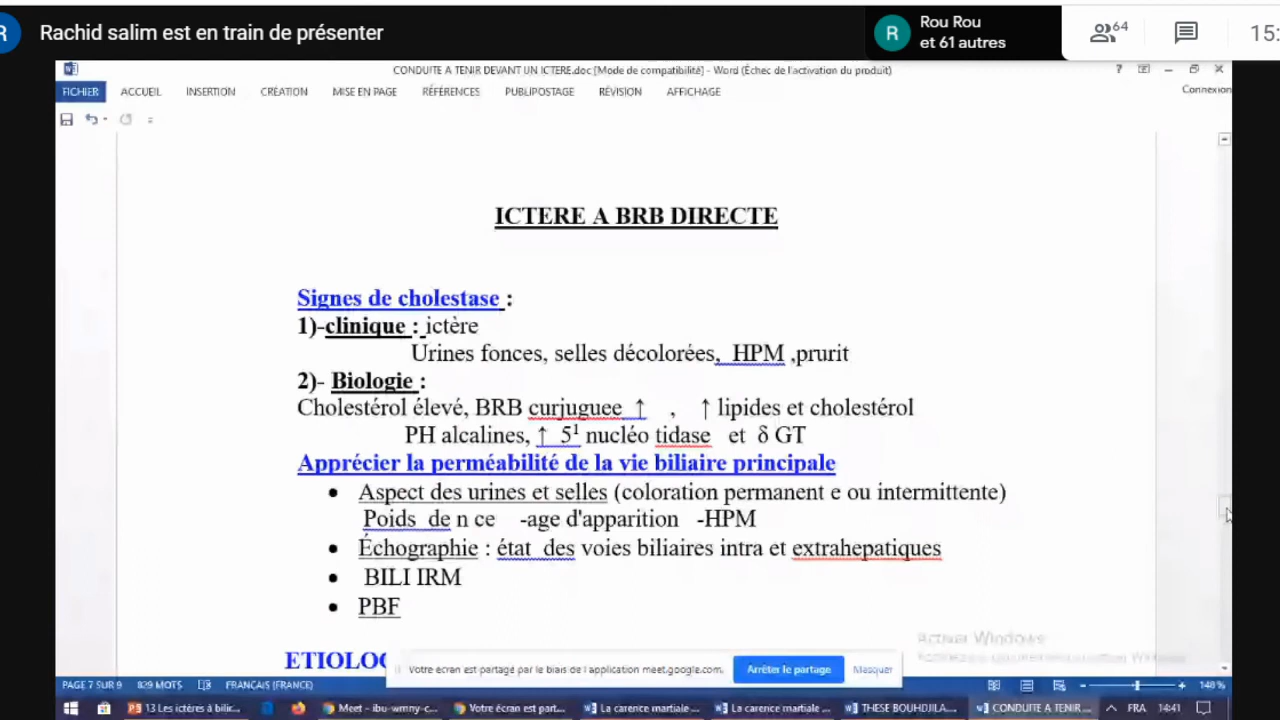 R Rachid salim est en train de présenter
R Rou Rou
et 61 autres
64
15:
CONDUITE A TENIR DEVANT UN ICTERE.doc [Mode de compatibilité] - Word (Échec de l'activation du produit)
FICHIER ACCUEIL INSERTION CRÉATION MISE EN PAGE RÉFÉRENCES PUBLIPOSTAGE RÉVISION AFFICHAGE Connexion
ICTERE A BRB DIRECTE
Signes de cholestase :
1)-clinique : ictère
Urines fonces, selles décolorées, HPM ,prurit
2)- Biologie :
Cholestérol élevé, BRB curjuguee ↑ , ↑ lipides et cholestérol
PH alcalines, ↑ 5¹ nucléo tidase et δ GT
Apprécier la perméabilité de la vie biliaire principale
• Aspect des urines et selles (coloration permanent e ou intermittente)
Poids de n ce -age d'apparition -HPM
• Échographie : état des voies biliaires intra et extrahepatiques
• BILI IRM
• PBF
Activer Windows
ETIOLOG
Votre écran est partagé par le biais de l'application meet.google.com. Arrêter le partage Masquer
PAGE 7 SUR 9 829 MOTS FRANÇAIS (FRANCE) 148 %
13 Les ictères à bilir... Meet – ibu-wmny-c... Votre écran est part... La carence martiale ... La carence martiale ... THESE BOUHDJILA... CONDUITE A TENIR ... FRA 14:41